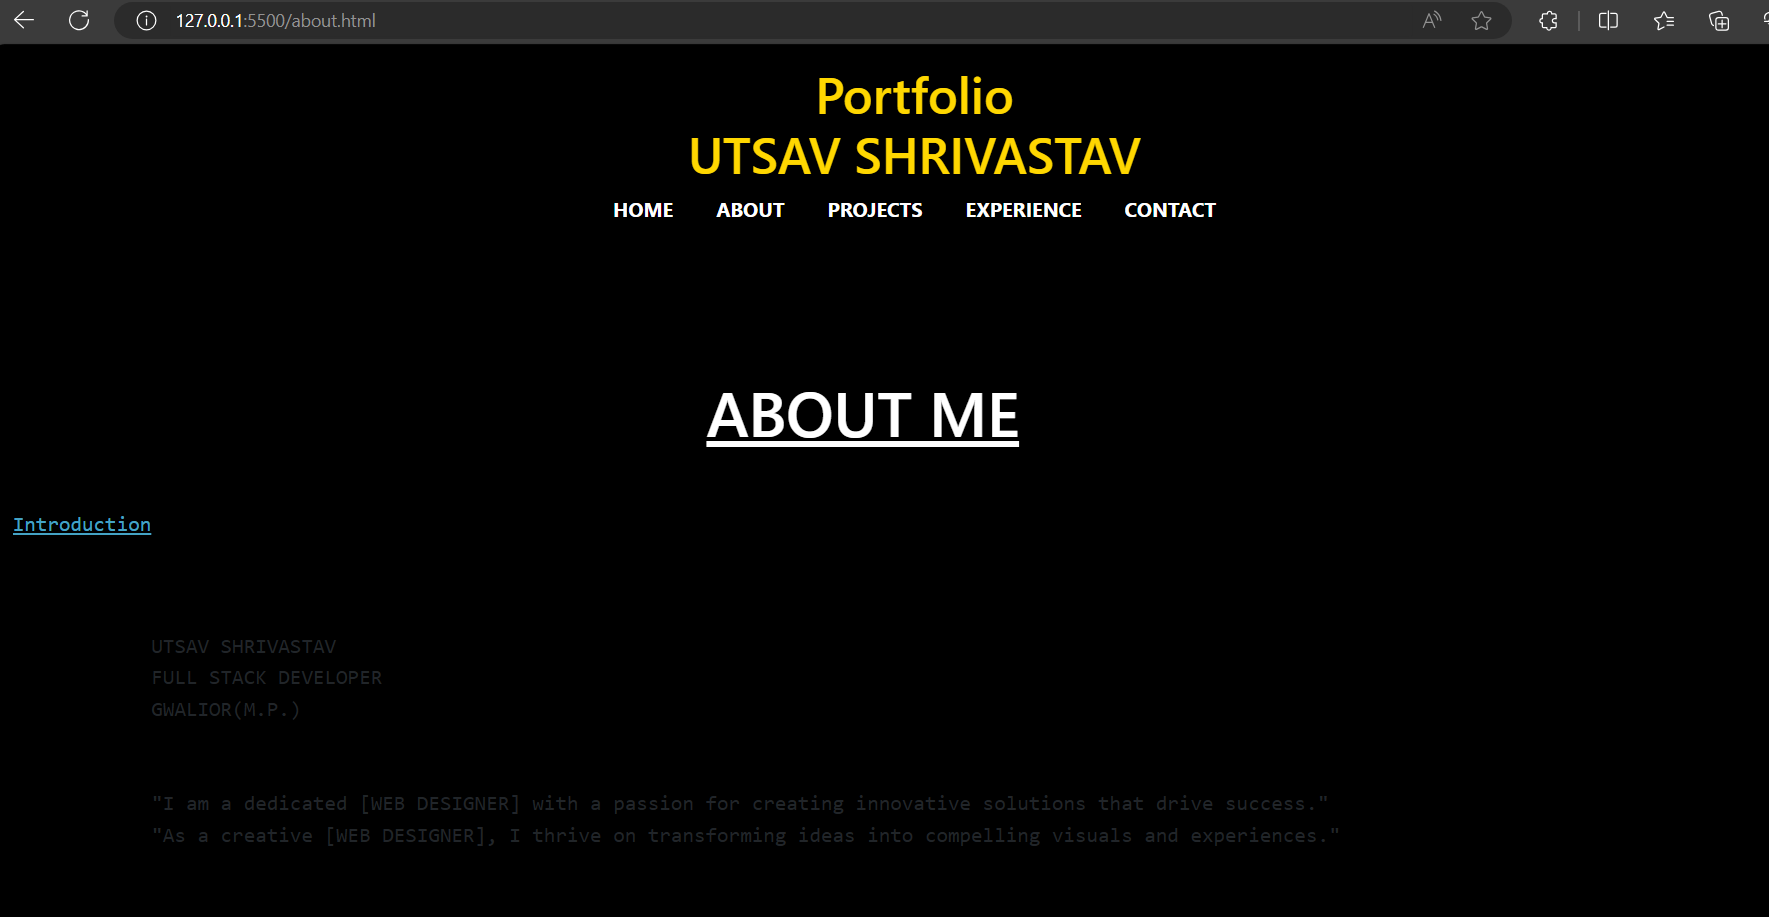 127.0.0.1:5500/about.html
Portfolio
UTSAV SHRIVASTAV
HOME ABOUT PROJECTS EXPERIENCE CONTACT
ABOUT ME
Introduction
UTSAV SHRIVASTAV
FULL STACK DEVELOPER
GWALIOR(M.P.)
"I am a dedicated [WEB DESIGNER] with a passion for creating innovative solutions that drive success."
"As a creative [WEB DESIGNER], I thrive on transforming ideas into compelling visuals and experiences."